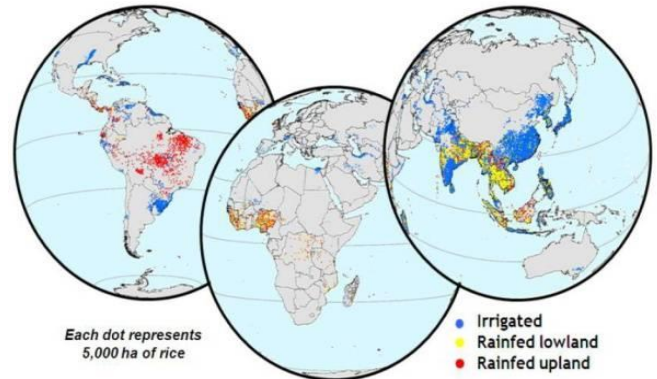 Each dot represents
5,000 ha of rice
Irrigated
Rainfed lowland
Rainfed upland